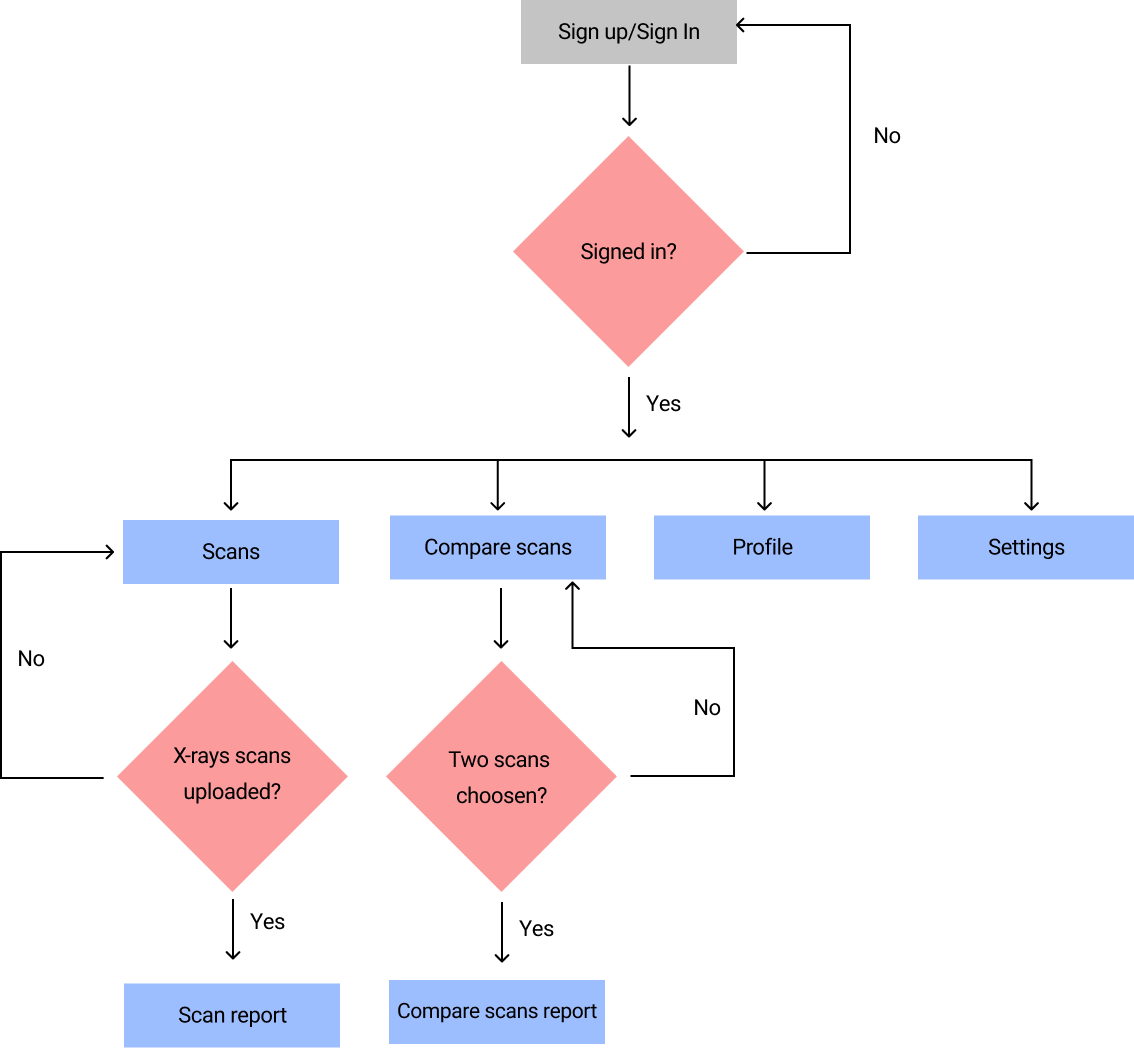 Sign up/Sign In
No
Signed in?
Yes
Scans
Compare scans
Profile
Settings
No
No
X-rays scans
uploaded?
Two scans
choosen?
Yes
Yes
Scan report
Compare scans report